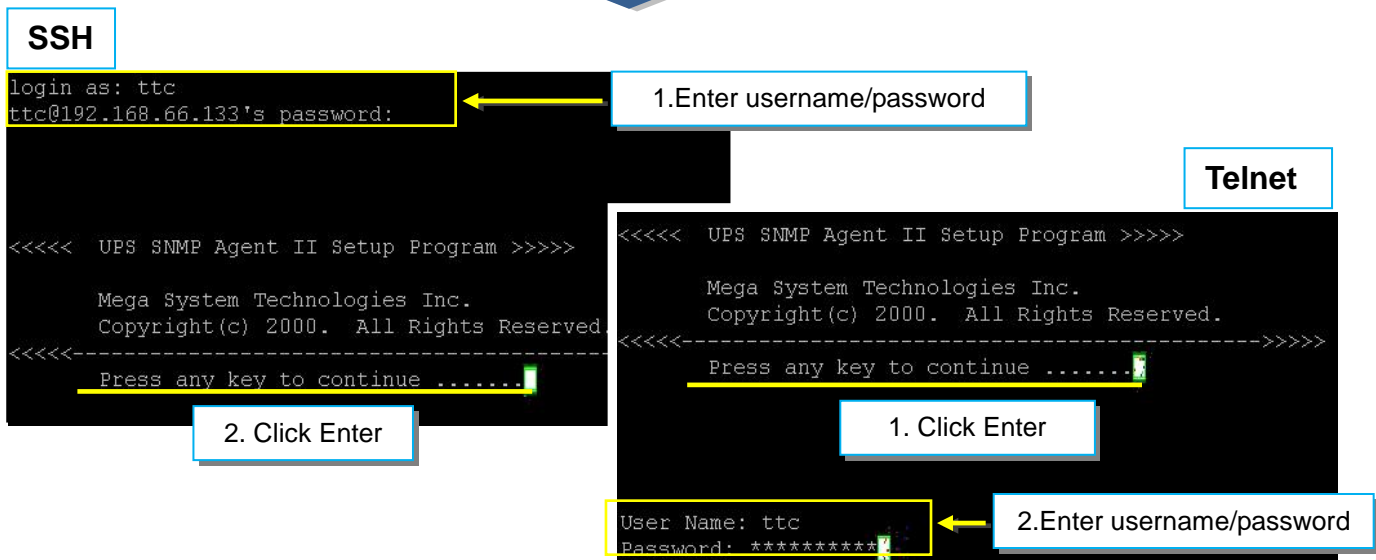 SSH
login as: ttc
ttc@192.168.66.133's password:
1.Enter username/password
<<<<<  UPS SNMP Agent II Setup Program >>>>>
Mega System Technologies Inc.
Copyright(c) 2000.  All Rights Reserved.
<<<<<-----------------------------------------
Press any key to continue .......
2. Click Enter
Telnet
<<<<<  UPS SNMP Agent II Setup Program >>>>>
Mega System Technologies Inc.
Copyright(c) 2000.  All Rights Reserved.
<<<<<--------------------------------------------->>>>>
Press any key to continue .......
1. Click Enter
User Name: ttc
Password: **********
2.Enter username/password